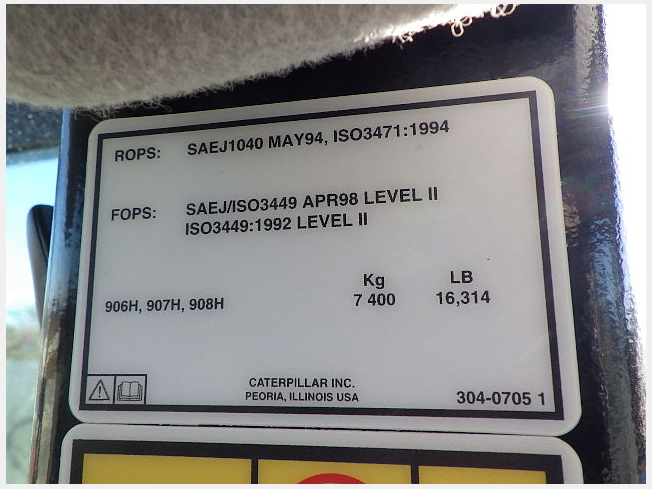 ROPS: SAEJ1040 MAY94, ISO3471:1994
FOPS: SAEJ/ISO3449 APR98 LEVEL II
ISO3449:1992 LEVEL II
Kg LB
906H, 907H, 908H 7 400 16,314
CATERPILLAR INC.
PEORIA, ILLINOIS USA
304-0705 1